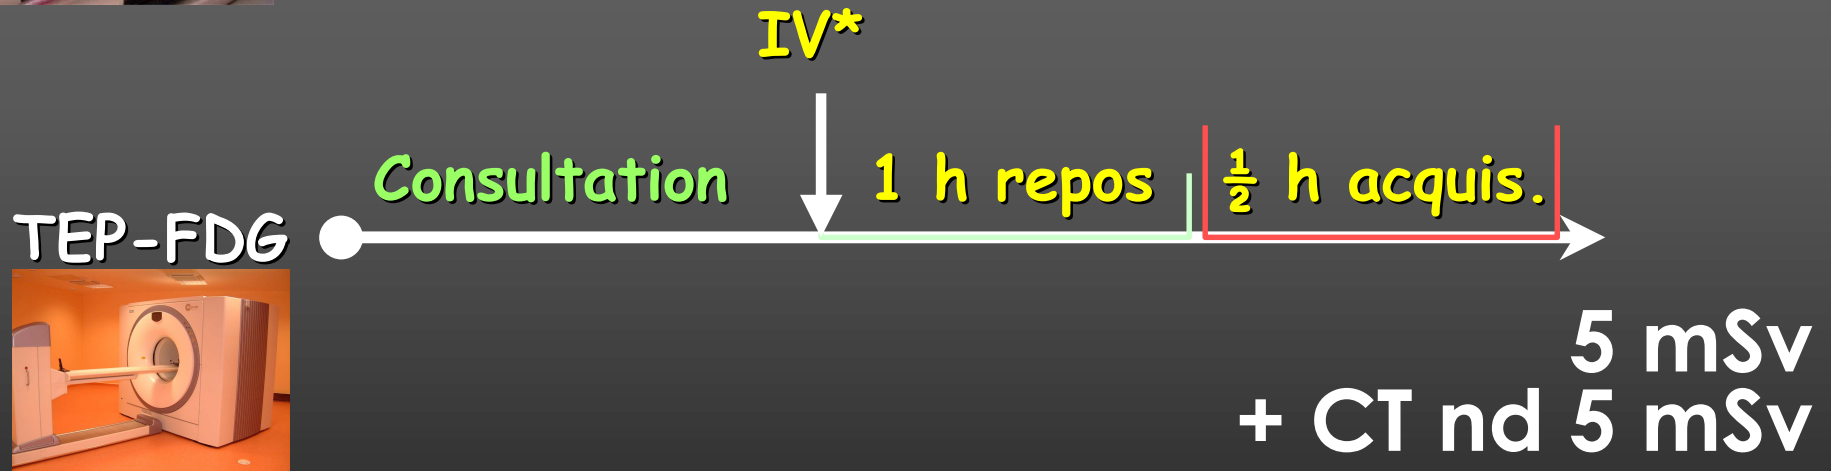 IV*
Consultation 1 h repos ½ h acquis.
TEP-FDG
5 mSv
+ CT nd 5 mSv